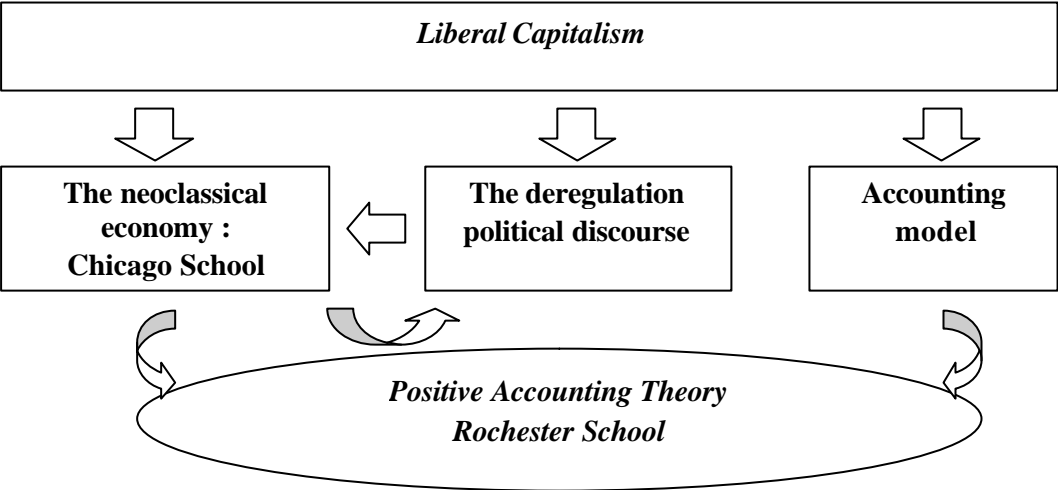 Liberal Capitalism
The neoclassical
economy :
Chicago School
The deregulation
political discourse
Accounting
model
Positive Accounting Theory
Rochester School